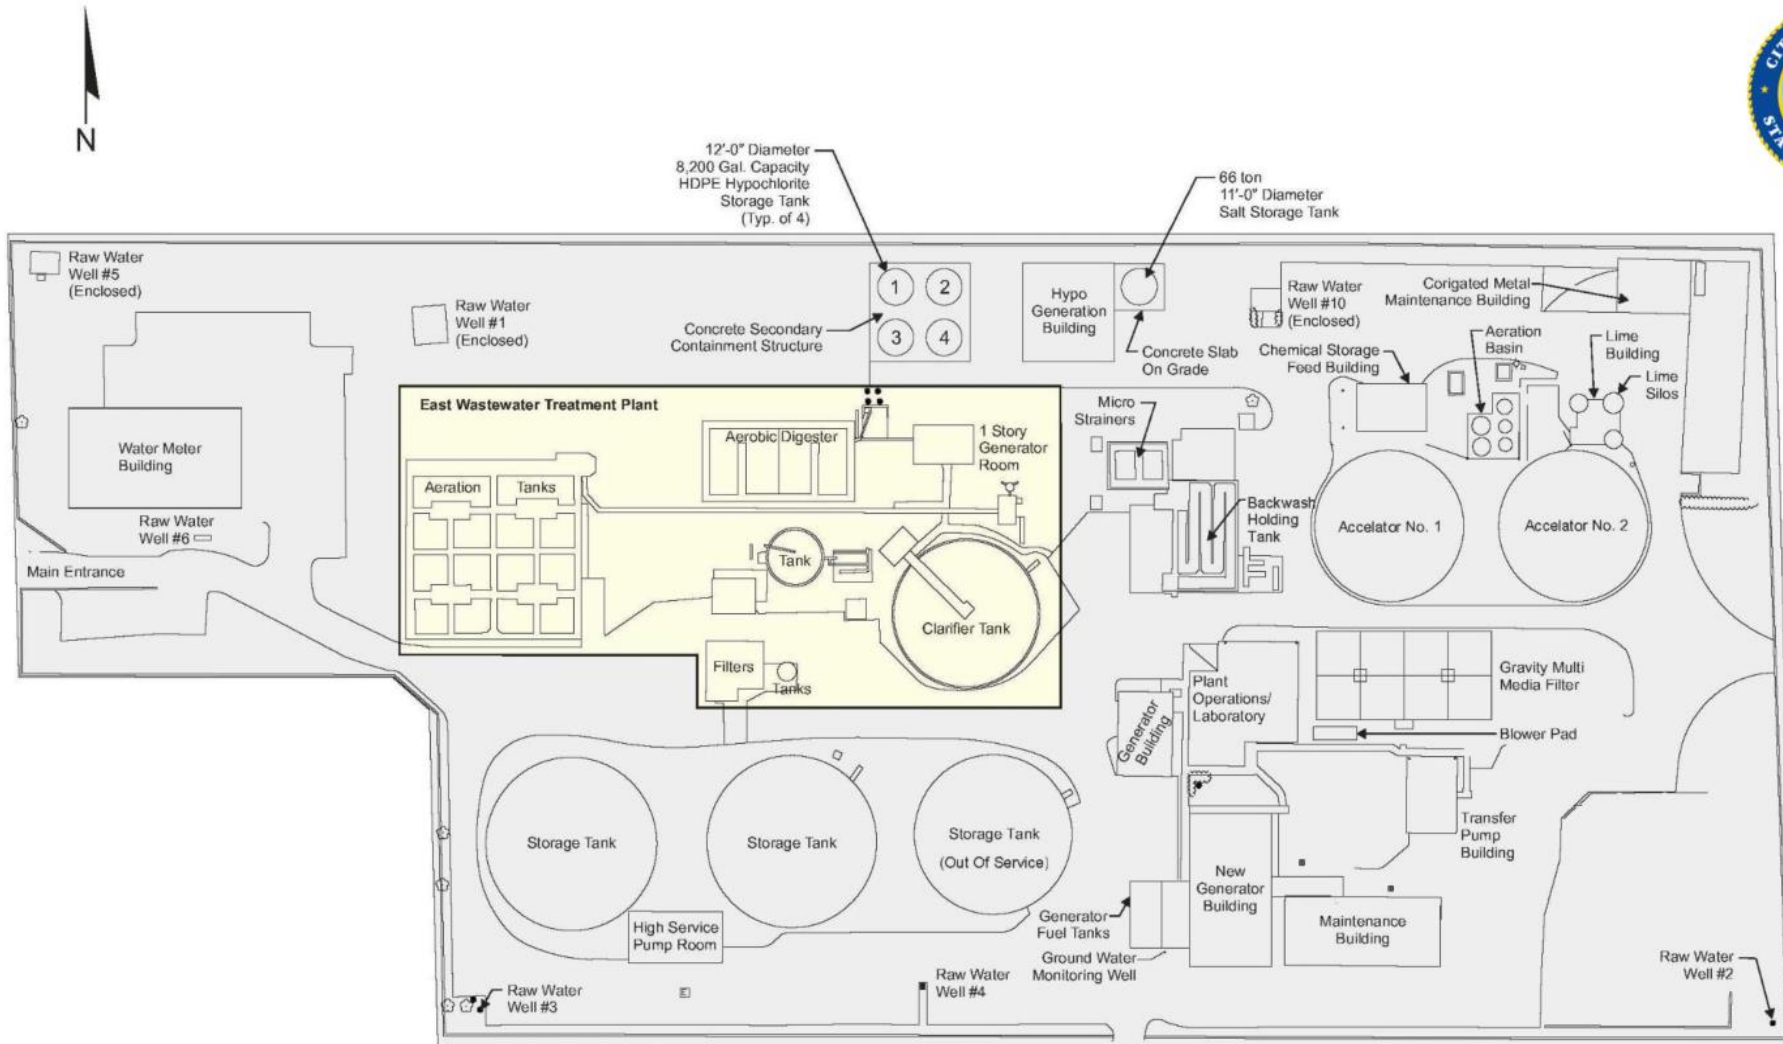 N
CIT
STA
12'-0" Diameter
8,200 Gal. Capacity
HDPE Hypochlorite
Storage Tank
(Typ. of 4)
66 ton
11'-0" Diameter
Salt Storage Tank
Raw Water
Well #5
(Enclosed)
Raw Water
Well #1
(Enclosed)
Concrete Secondary
Containment Structure
1
2
3
4
Hypo
Generation
Building
Concrete Slab
On Grade
Raw Water
Well #10
(Enclosed)
Corigated Metal
Maintenance Building
Chemical Storage
Feed Building
Aeration
Basin
Lime
Building
Lime
Silos
Water Meter
Building
Raw Water
Well #6
Main Entrance
East Wastewater Treatment Plant
Aerobic Digester
1 Story
Generator
Room
Aeration
Tanks
Tank
Clarifier Tank
Filters
Tanks
Micro
Strainers
Backwash
Holding
Tank
Accelator No. 1
Accelator No. 2
Plant
Operations/
Laboratory
Generator
Building
Gravity Multi
Media Filter
Blower Pad
Transfer
Pump
Building
Storage Tank
Storage Tank
Storage Tank
(Out Of Service)
High Service
Pump Room
New
Generator
Building
Generator
Fuel Tanks
Ground Water
Monitoring Well
Maintenance
Building
Raw Water
Well #3
E
Raw Water
Well #4
Raw Water
Well #2